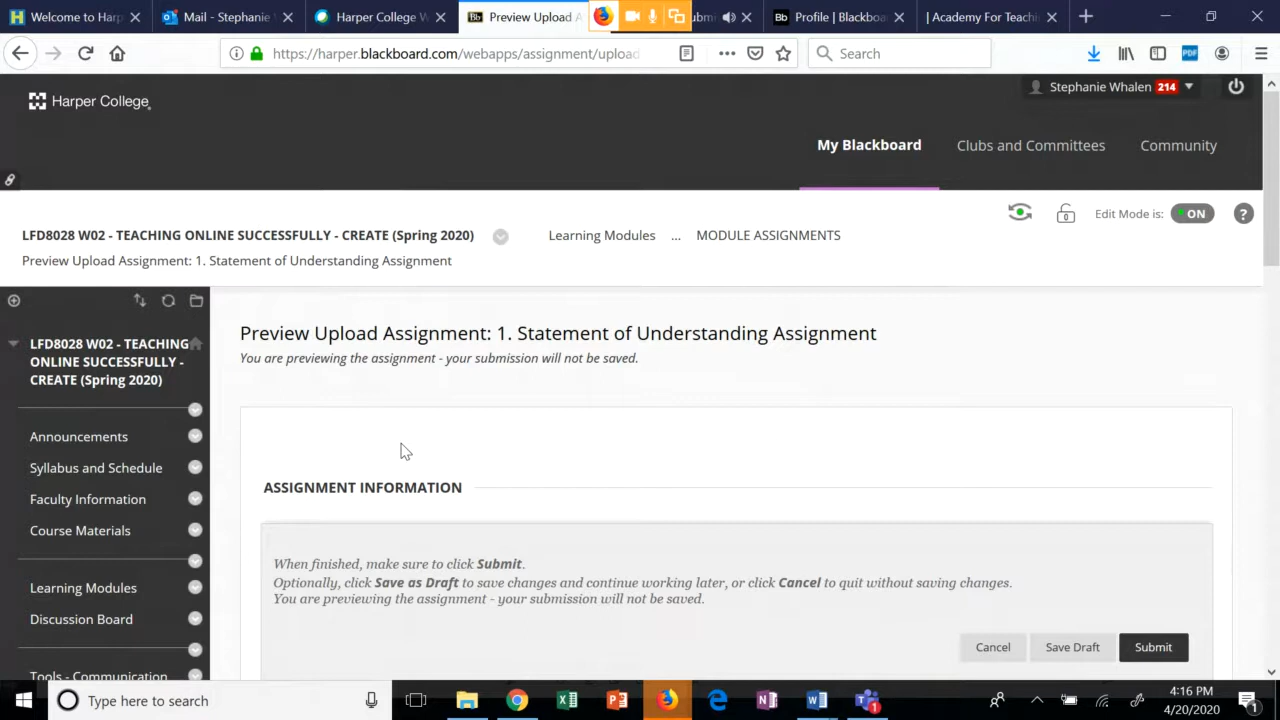 Welcome to Harper
Mail - Stephanie
Harper College W
Preview Upload A
Submi
Profile | Blackboa
| Academy For Teachi
https://harper.blackboard.com/webapps/assignment/upload
Search
Harper College
Stephanie Whalen 214
My Blackboard
Clubs and Committees
Community
LFD8028 W02 - TEACHING ONLINE SUCCESSFULLY - CREATE (Spring 2020)
Learning Modules ... MODULE ASSIGNMENTS
Edit Mode is: ON ?
Preview Upload Assignment: 1. Statement of Understanding Assignment
LFD8028 W02 - TEACHING
ONLINE SUCCESSFULLY -
CREATE (Spring 2020)
Announcements
Syllabus and Schedule
Faculty Information
Course Materials
Learning Modules
Discussion Board
Tools - Communication
Preview Upload Assignment: 1. Statement of Understanding Assignment
You are previewing the assignment - your submission will not be saved.
ASSIGNMENT INFORMATION
When finished, make sure to click Submit.
Optionally, click Save as Draft to save changes and continue working later, or click Cancel to quit without saving changes.
You are previewing the assignment - your submission will not be saved.
Cancel
Save Draft
Submit
Type here to search
4:16 PM
4/20/2020